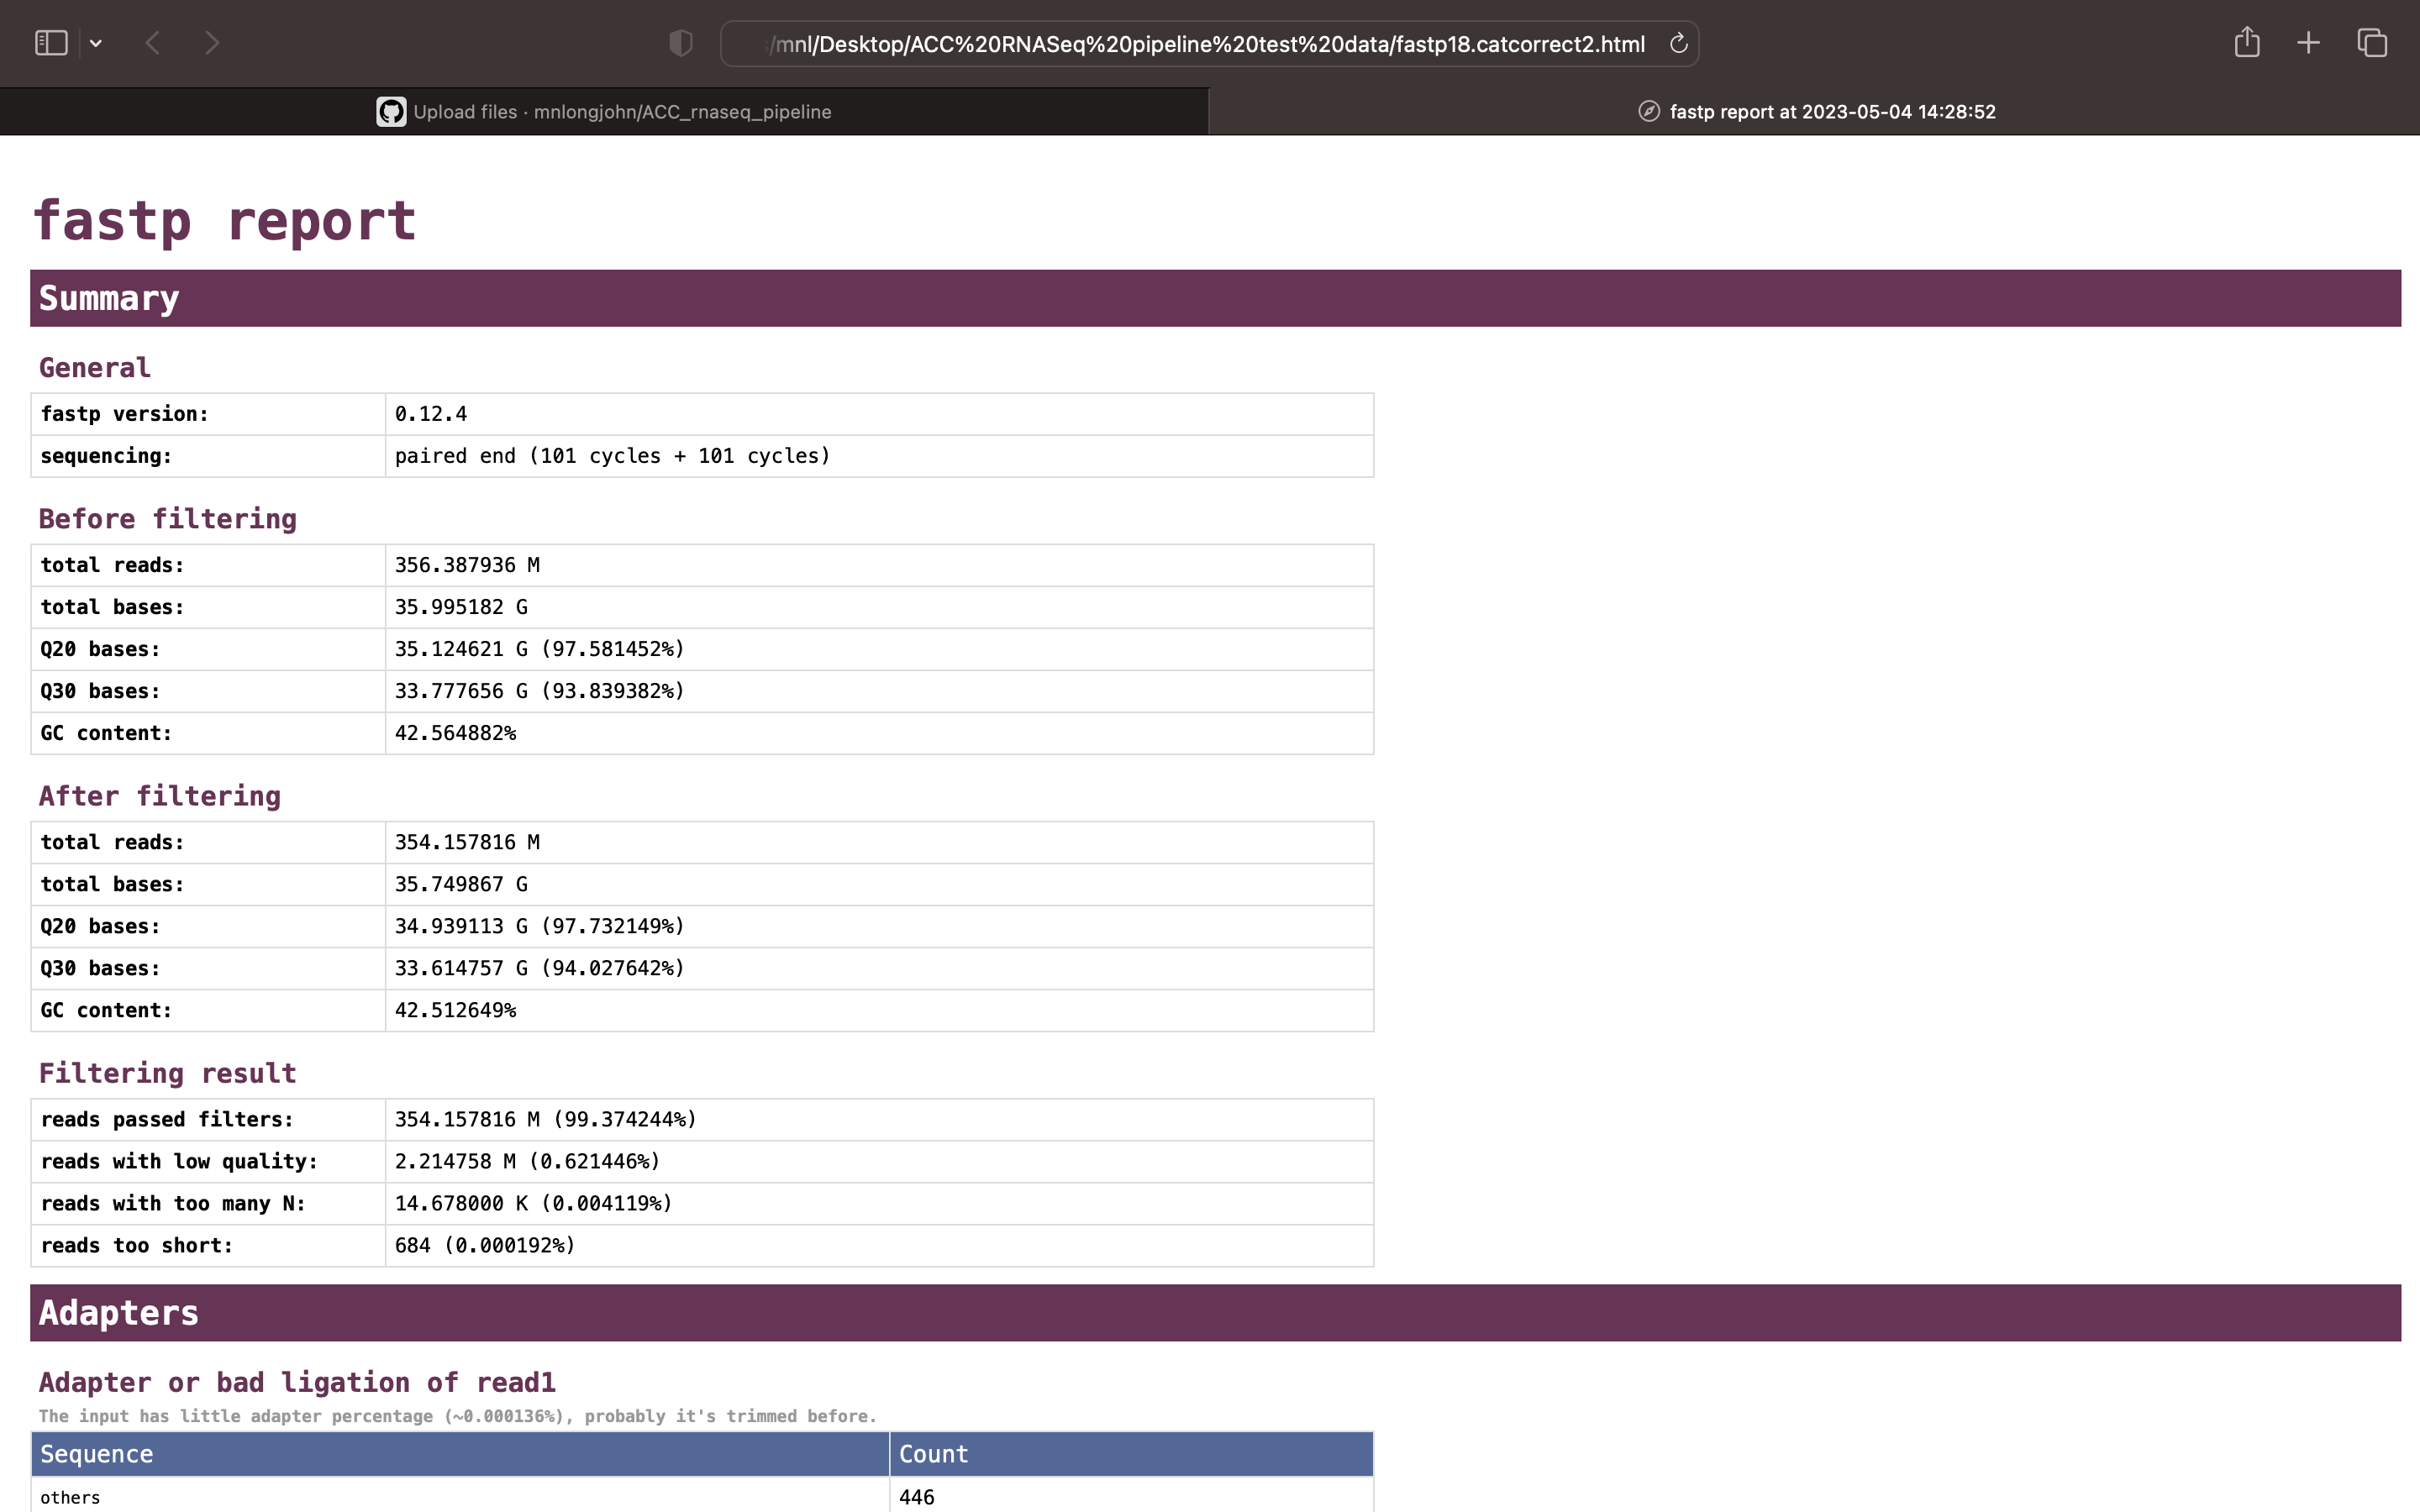 /mnl/Desktop/ACC%20RNASeq%20pipeline%20test%20data/fastp18.catcorrect2.html
Upload files · mnlongjohn/ACC_rnaseq_pipeline
fastp report at 2023-05-04 14:28:52
fastp report
Summary
General
fastp version: 0.12.4
sequencing: paired end (101 cycles + 101 cycles)
Before filtering
total reads: 356.387936 M
total bases: 35.995182 G
Q20 bases: 35.124621 G (97.581452%)
Q30 bases: 33.777656 G (93.839382%)
GC content: 42.564882%
After filtering
total reads: 354.157816 M
total bases: 35.749867 G
Q20 bases: 34.939113 G (97.732149%)
Q30 bases: 33.614757 G (94.027642%)
GC content: 42.512649%
Filtering result
reads passed filters: 354.157816 M (99.374244%)
reads with low quality: 2.214758 M (0.621446%)
reads with too many N: 14.678000 K (0.004119%)
reads too short: 684 (0.000192%)
Adapters
Adapter or bad ligation of read1
The input has little adapter percentage (~0.000136%), probably it's trimmed before.
Sequence Count
others 446